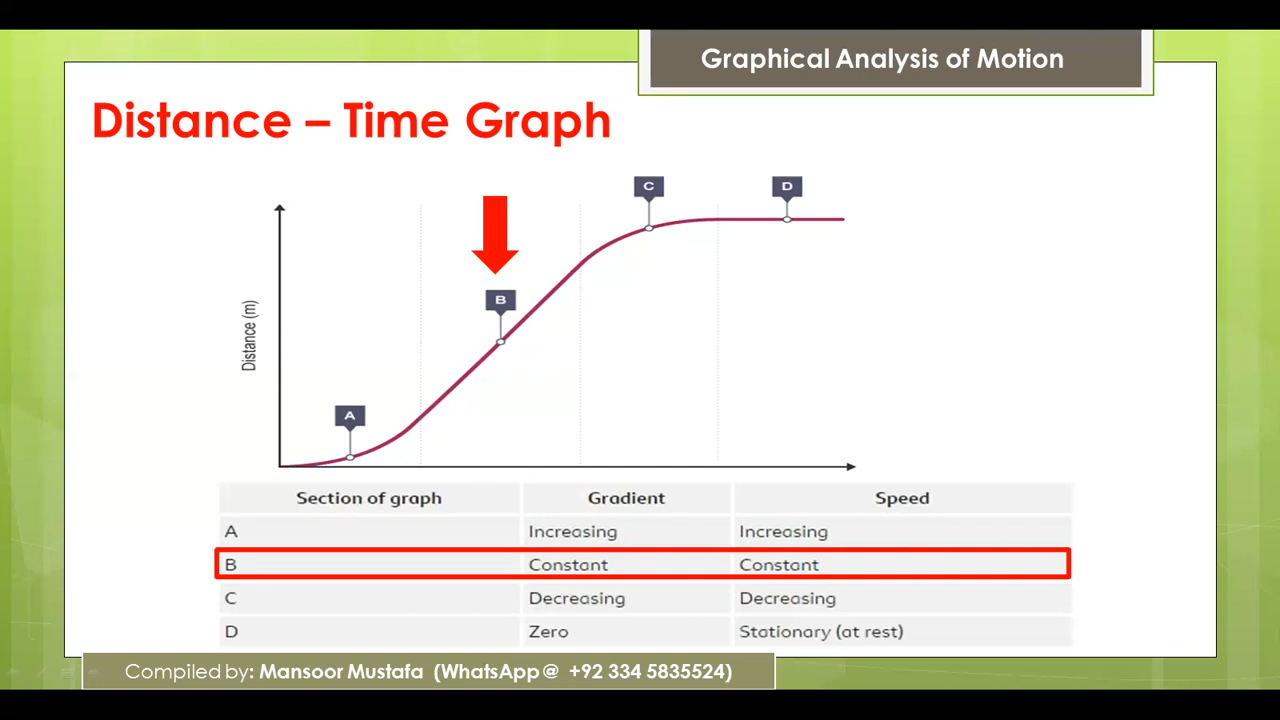 Graphical Analysis of Motion
Distance – Time Graph
C
D
B
A
Distance (m)
Section of graph Gradient Speed
A Increasing Increasing
B Constant Constant
C Decreasing Decreasing
D Zero Stationary (at rest)
Compiled by: Mansoor Mustafa (WhatsApp @ +92 334 5835524)